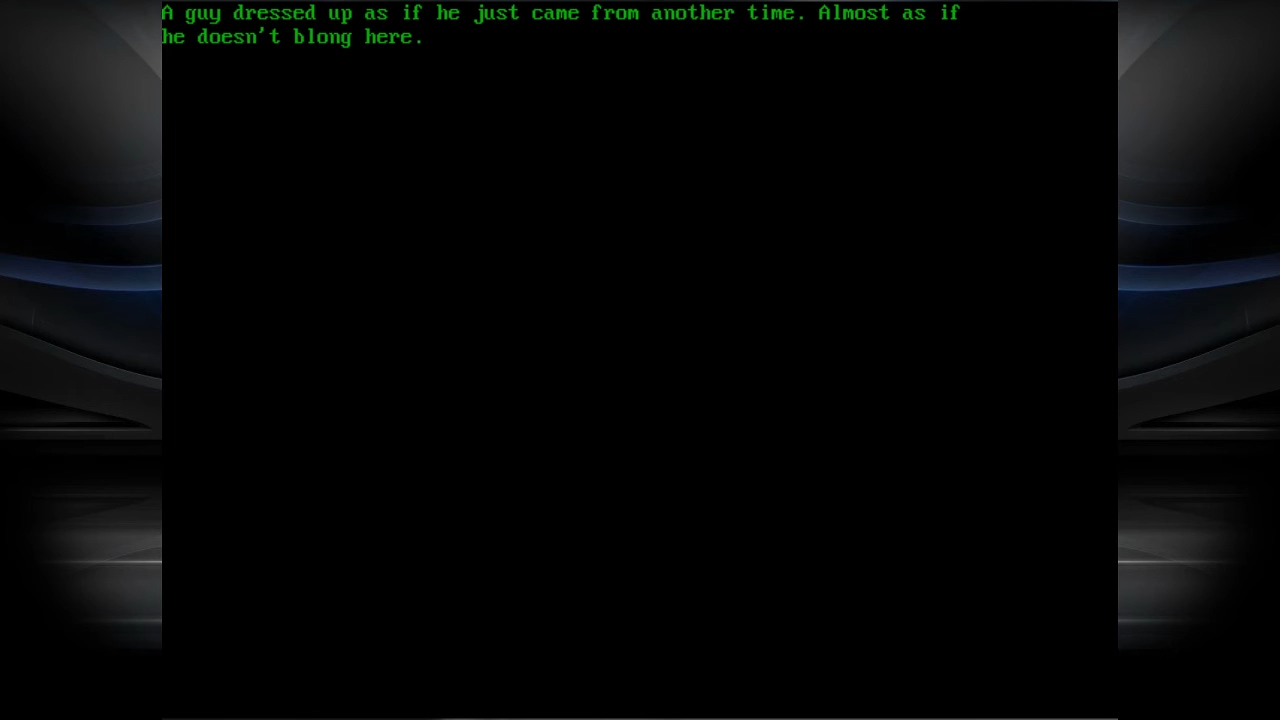 A guy dressed up as if he just came from another time. Almost as if
he doesn't blong here.